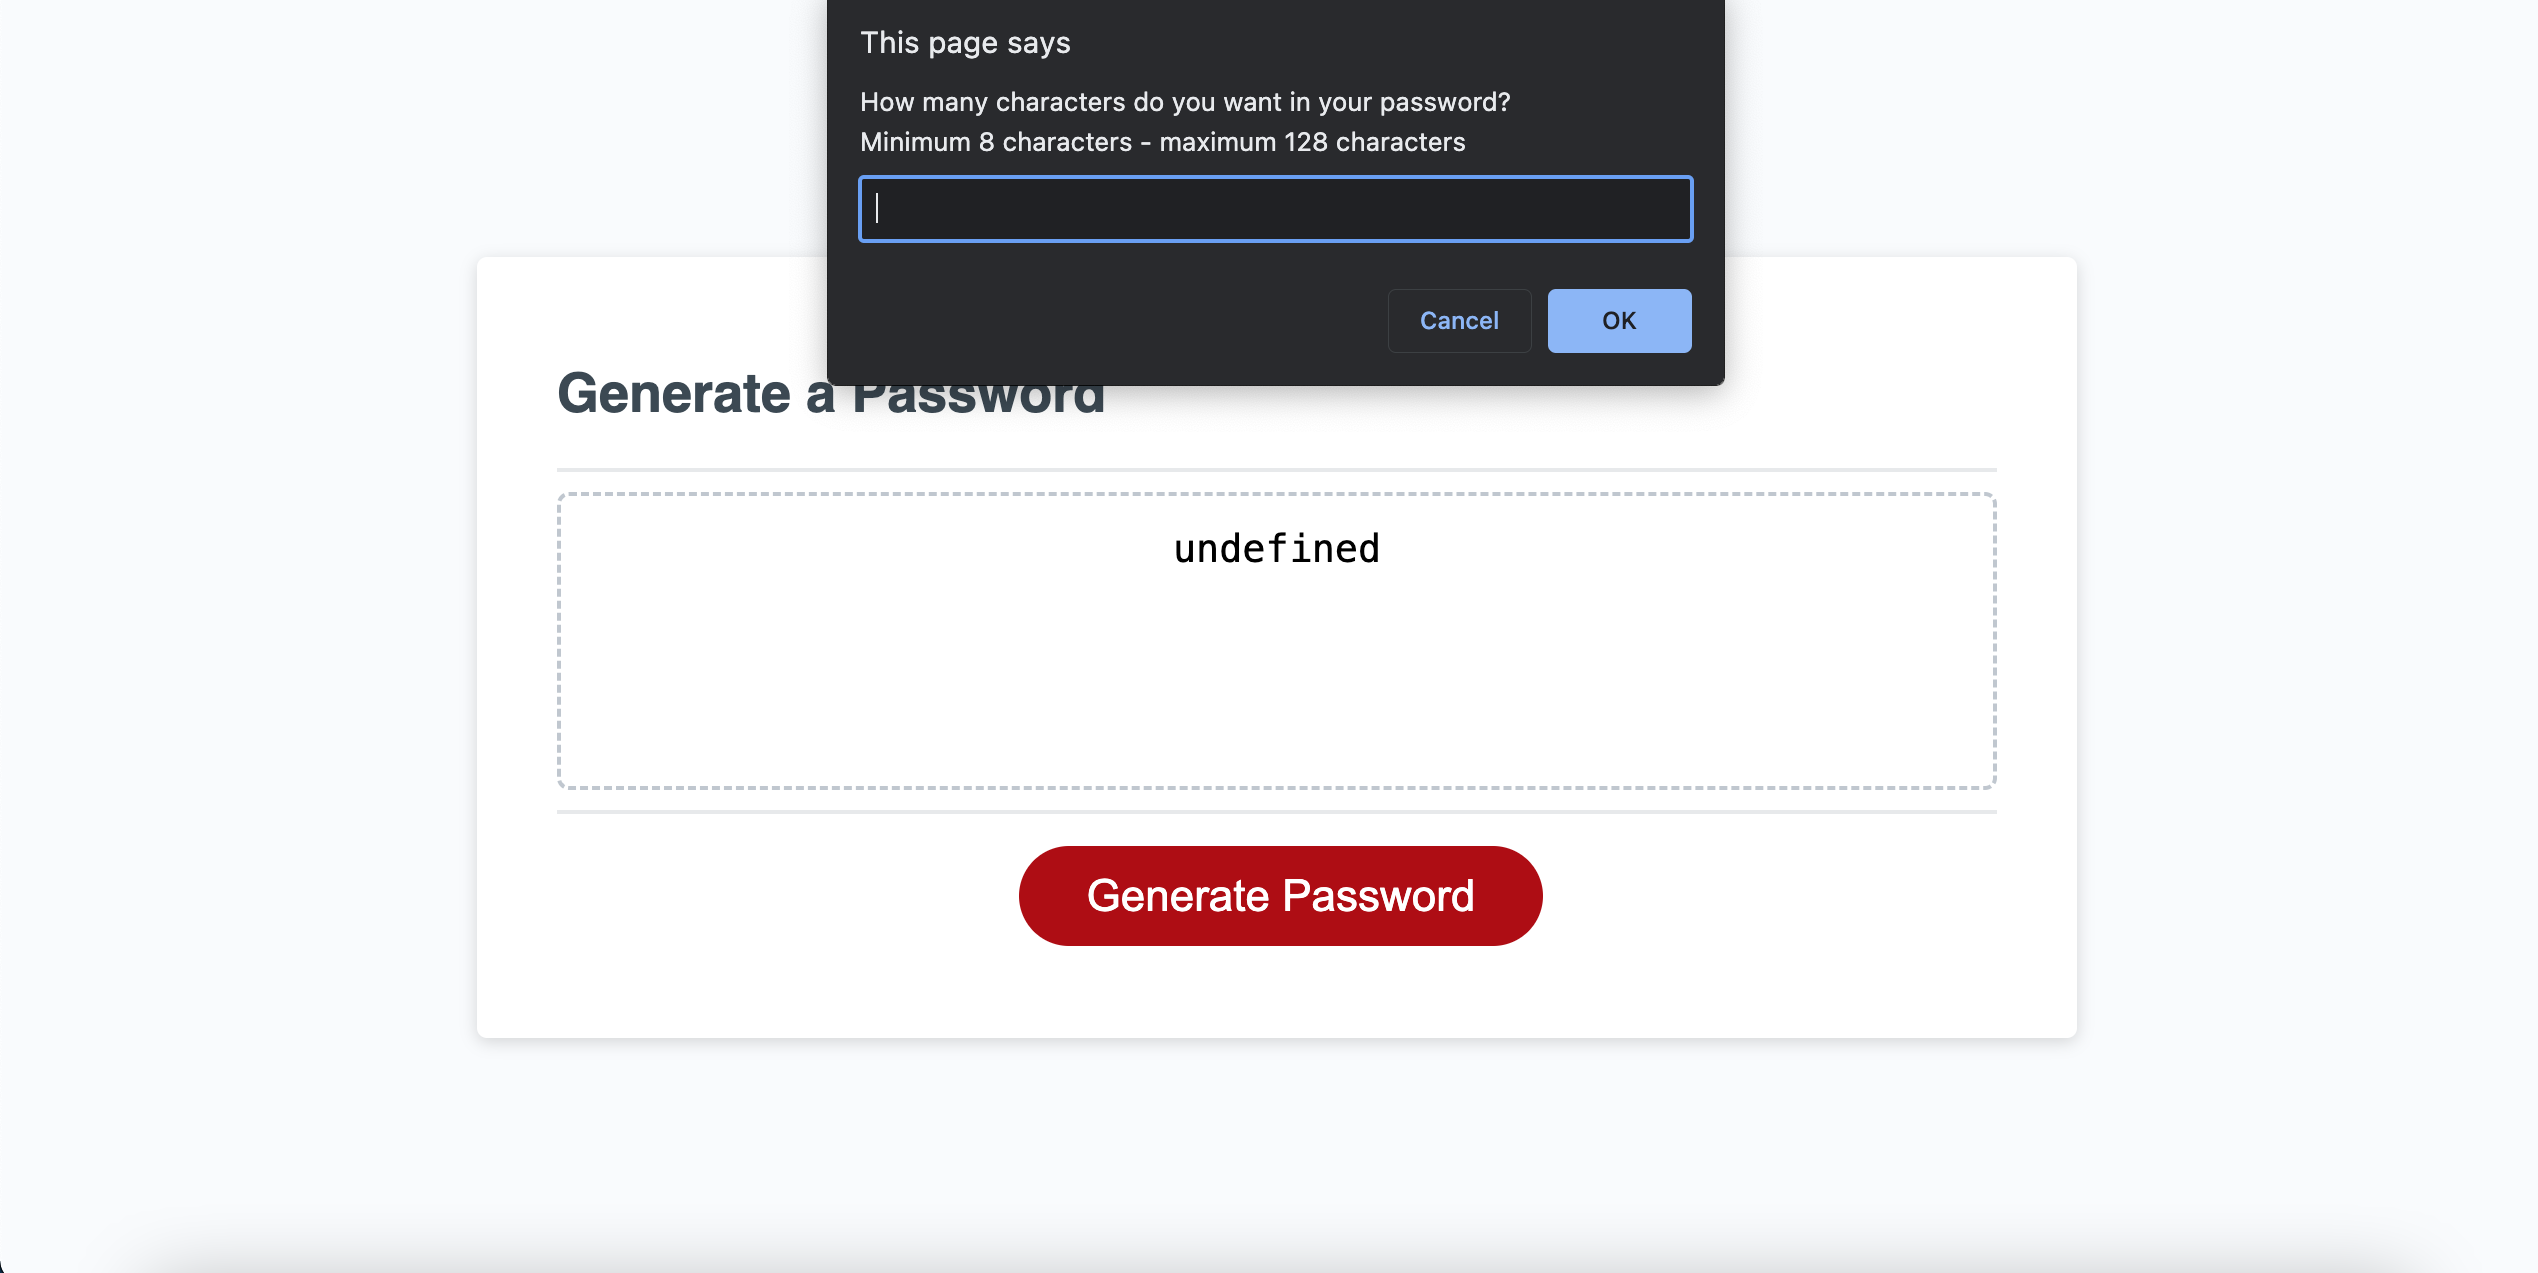 This page says
How many characters do you want in your password?
Minimum 8 characters - maximum 128 characters
Cancel
OK
Generate a Password
undefined
Generate Password